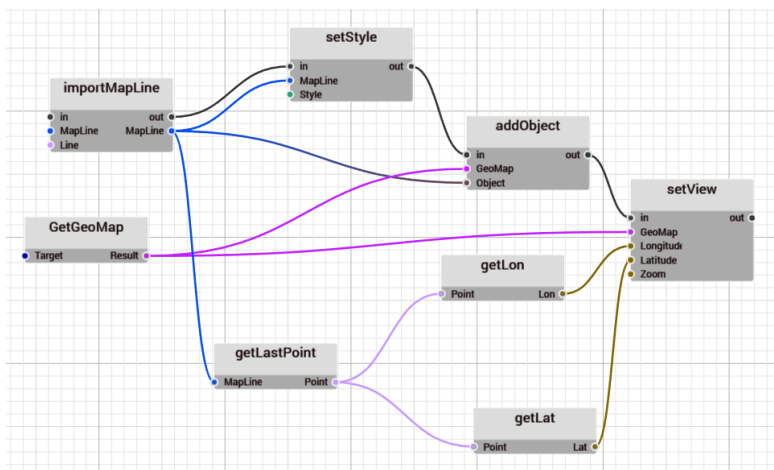 setStyle
in out
MapLine
Style
importMapLine
in out
MapLine MapLine
Line
addObject
in out
GeoMap
Object
setView
in out
GeoMap
Longitude
Latitude
Zoom
GetGeoMap
Target Result
getLon
Point Lon
getLastPoint
MapLine Point
getLat
Point Lat